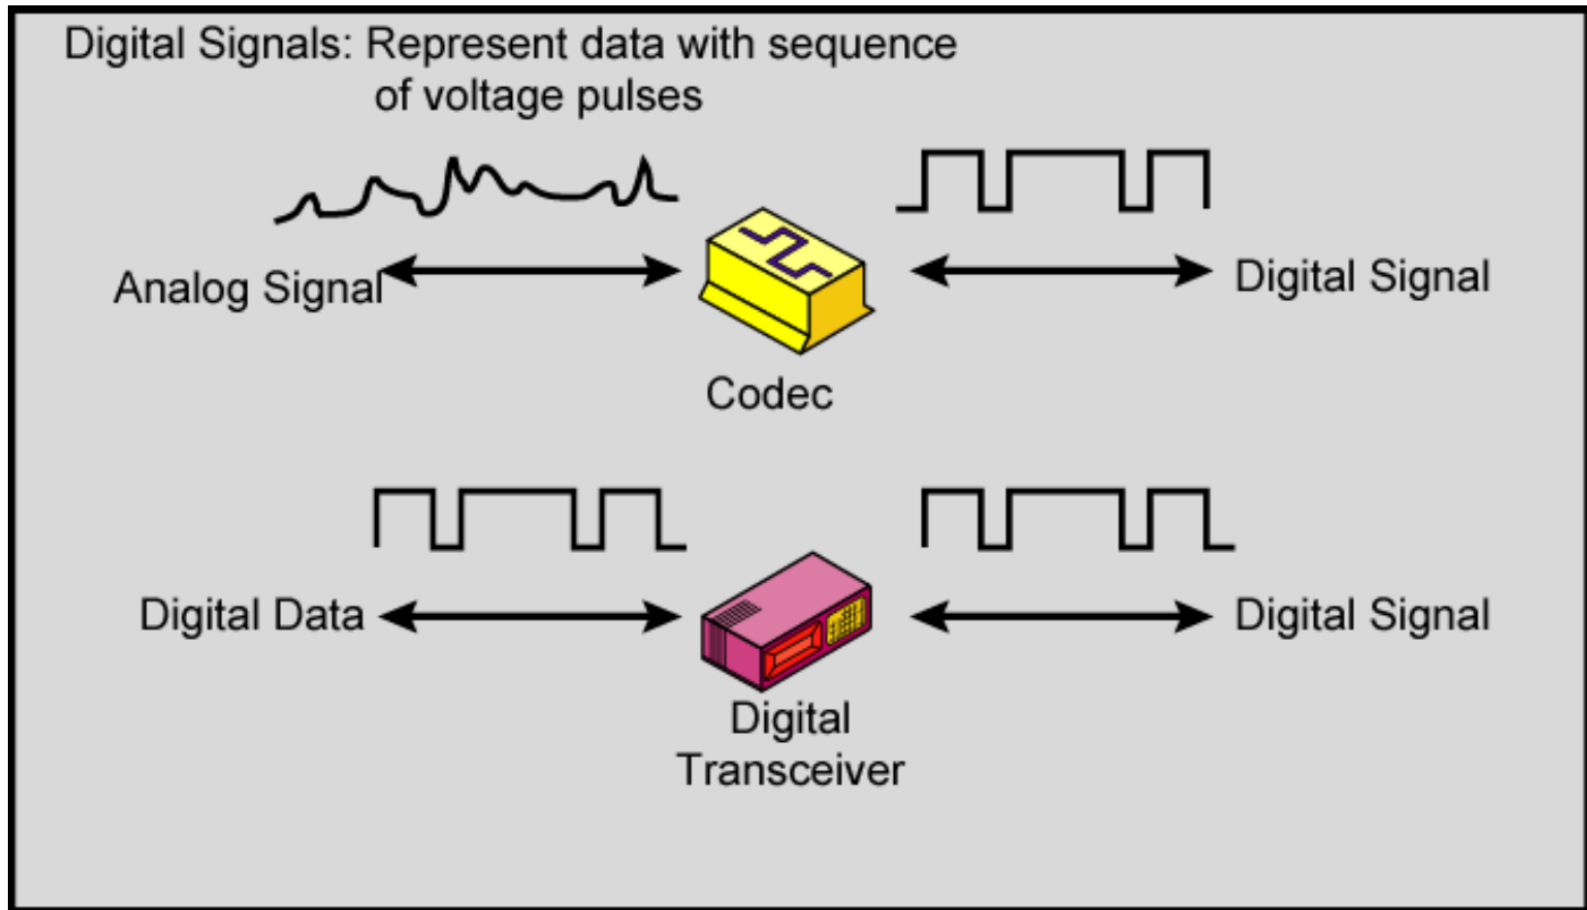 Digital Signals: Represent data with sequence
of voltage pulses
Analog Signal
Digital Signal
Codec
Digital Data
Digital Signal
Digital
Transceiver